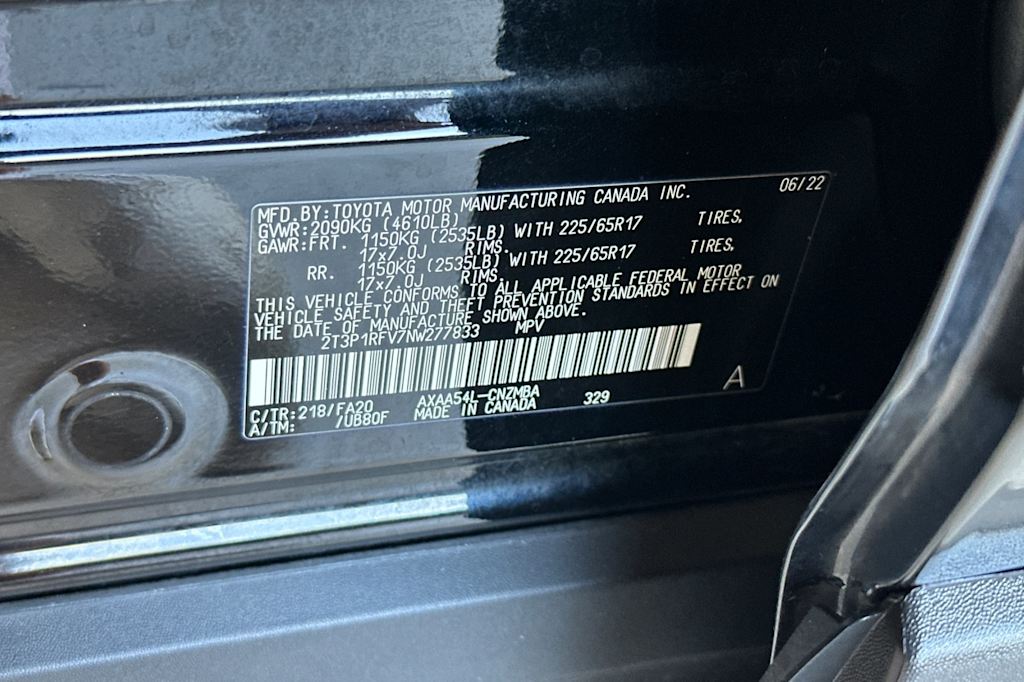 06/22
MFD. BY:TOYOTA MOTOR MANUFACTURING CANADA INC.
GVWR:2090KG (4610LB)
GAWR:FRT. 1150KG (2535LB) WITH 225/65R17 TIRES,
17x7.0J RIMS.
RR. 1150KG (2535LB) WITH 225/65R17 TIRES,
17x7.0J RIMS.
THIS VEHICLE CONFORMS TO ALL APPLICABLE FEDERAL MOTOR
VEHICLE SAFETY AND THEFT PREVENTION STANDARDS IN EFFECT ON
THE DATE OF MANUFACTURE SHOWN ABOVE.
2T3P1RFV7NW277833 MPV
C/TR:218/FA20 AXAA54L-CNZMBA 329 A
A/TM: /UB80F MADE IN CANADA